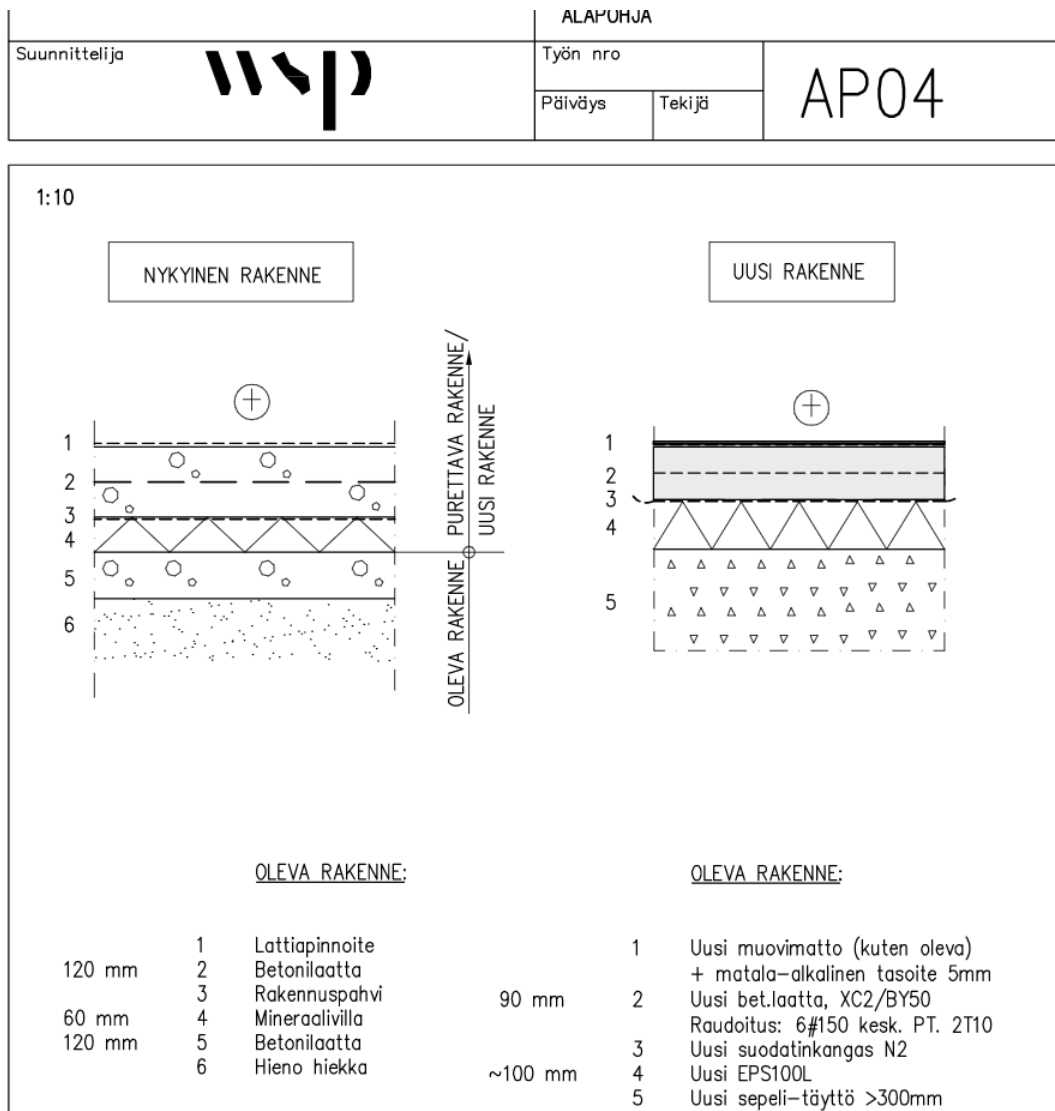 ALAPOHJA
Suunnittelija
wsp
Työn nro
Päiväys
Tekijä
AP04
1:10
NYKYINEN RAKENNE
UUSI RAKENNE
OLEVA RAKENNE
PURETTAVA RAKENNE/
UUSI RAKENNE
1
2
3
4
5
6
1
2
3
4
5
OLEVA RAKENNE:
1 Lattiapinnoite
120 mm 2 Betonilaatta
3 Rakennuspahvi
60 mm 4 Mineraalivilla
120 mm 5 Betonilaatta
6 Hieno hiekka
OLEVA RAKENNE:
1 Uusi muovimatto (kuten oleva)
+ matala-alkalinen tasoite 5mm
90 mm 2 Uusi bet.laatta, XC2/BY50
Raudoitus: 6#150 kesk. PT. 2T10
3 Uusi suodatinkangas N2
~100 mm 4 Uusi EPS100L
5 Uusi sepeli-täyttö >300mm